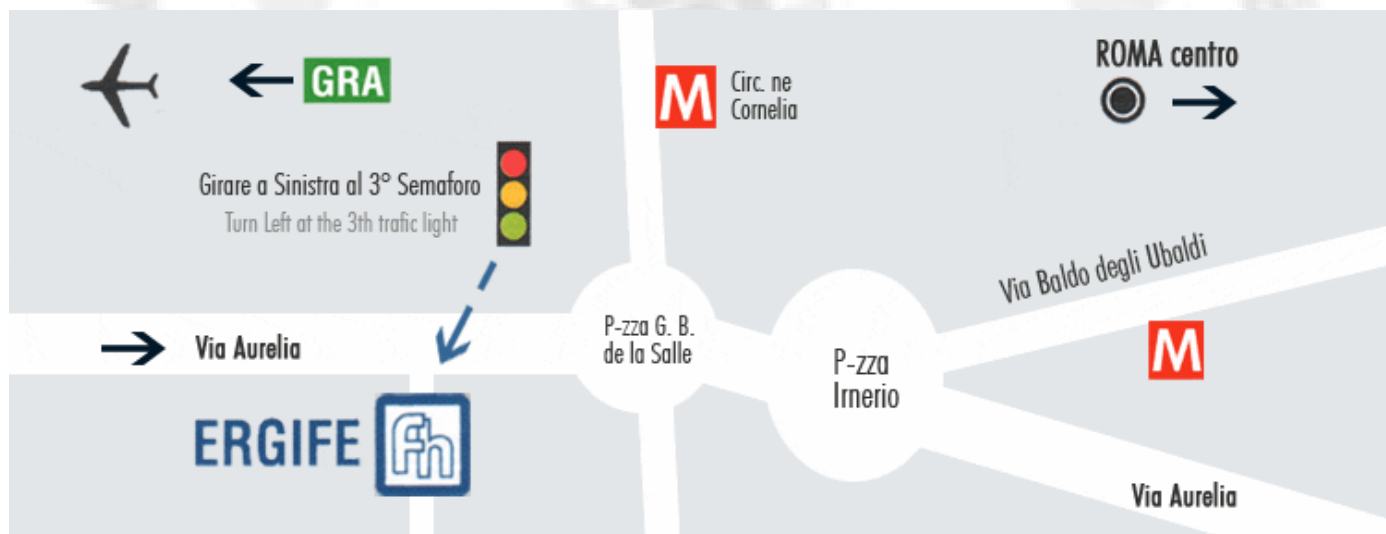 GRA
M
Circ. ne
Cornelia
ROMA centro
Girare a Sinistra al 3° Semaforo
Turn Left at the 3th trafic light
Via Baldo degli Ubaldi
Via Aurelia
P-zza G. B.
de la Salle
P-zza
Irnerio
M
ERGIFE fh
Via Aurelia